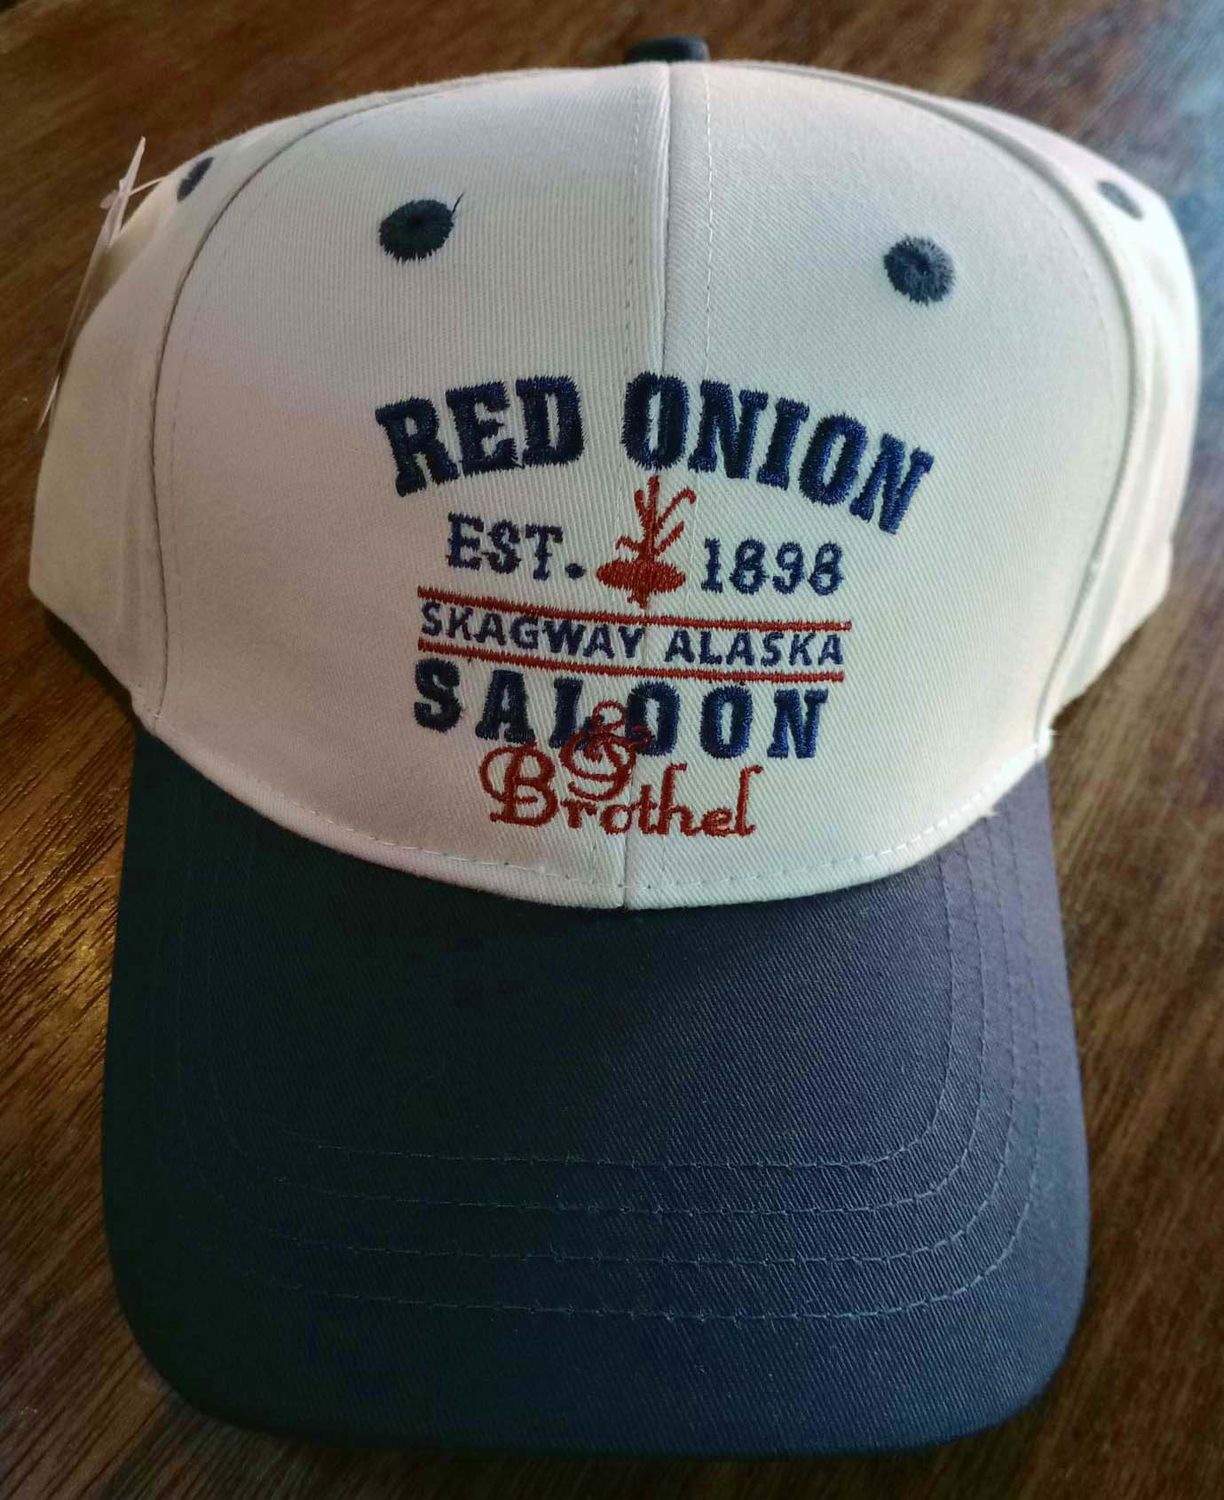 RED ONION
EST. 1898
SKAGWAY ALASKA
SALOON
&
Brothel